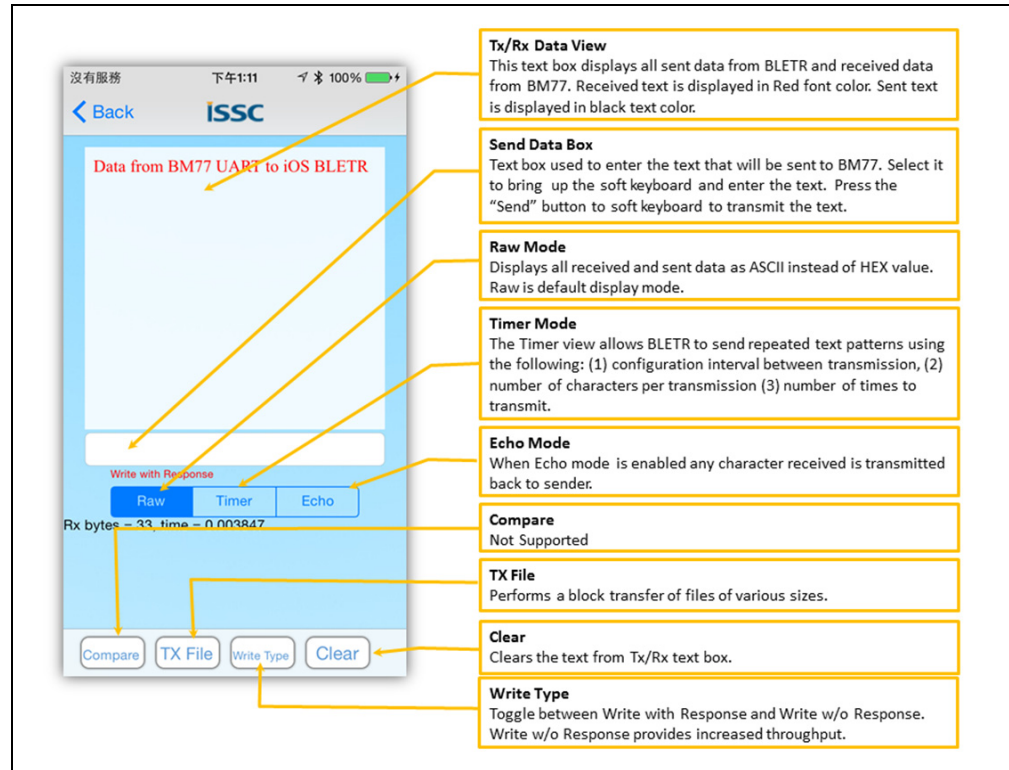 沒有服務 下午1:11 100%
Back ISSC
Data from BM77 UART to iOS BLETR
Write with Response
Raw Timer Echo
Rx bytes = 33, time = 0.003847
Compare TX File Write Type Clear
Tx/Rx Data View
This text box displays all sent data from BLETR and received data
from BM77. Received text is displayed in Red font color. Sent text
is displayed in black text color.
Send Data Box
Text box used to enter the text that will be sent to BM77. Select it
to bring up the soft keyboard and enter the text. Press the
“Send” button to soft keyboard to transmit the text.
Raw Mode
Displays all received and sent data as ASCII instead of HEX value.
Raw is default display mode.
Timer Mode
The Timer view allows BLETR to send repeated text patterns using
the following: (1) configuration interval between transmission, (2)
number of characters per transmission (3) number of times to
transmit.
Echo Mode
When Echo mode is enabled any character received is transmitted
back to sender.
Compare
Not Supported
TX File
Performs a block transfer of files of various sizes.
Clear
Clears the text from Tx/Rx text box.
Write Type
Toggle between Write with Response and Write w/o Response.
Write w/o Response provides increased throughput.